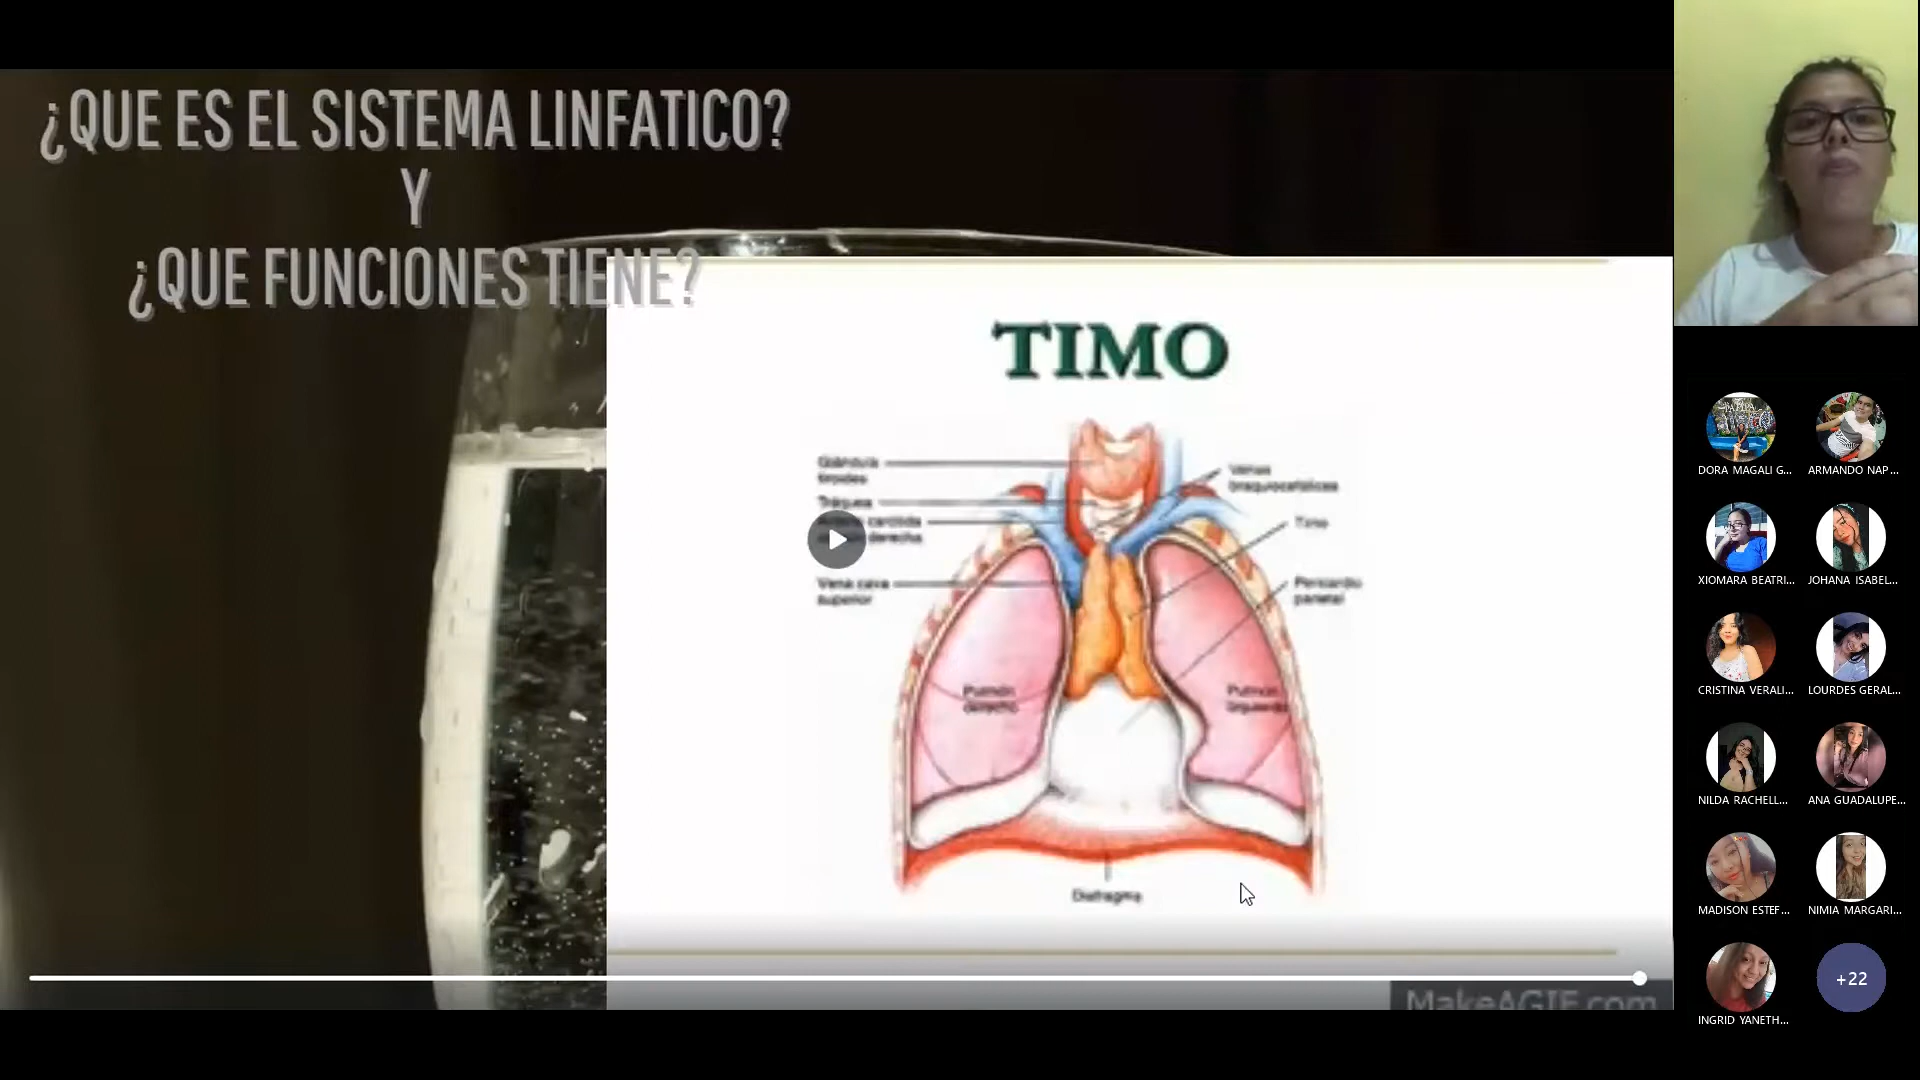 ¿QUE ES EL SISTEMA LINFATICO?
Y
¿QUE FUNCIONES TIENE?
TIMO
Glándula
tiroides
Tráquea
carótida
derecha
Vena cava
superior
Venas
braquiocefálicas
Timo
Pericardio
parietal
Pulmón
derecho
Pulmón
izquierdo
Diafragma
MakeAGIF.com
DORA MAGALI G...
ARMANDO NAP...
XIOMARA BEATRI...
JOHANA ISABEL...
CRISTINA VERALI...
LOURDES GERAL...
NILDA RACHELL...
ANA GUADALUPE...
MADISON ESTEF...
NIMIA MARGARI...
INGRID YANETH...
+22